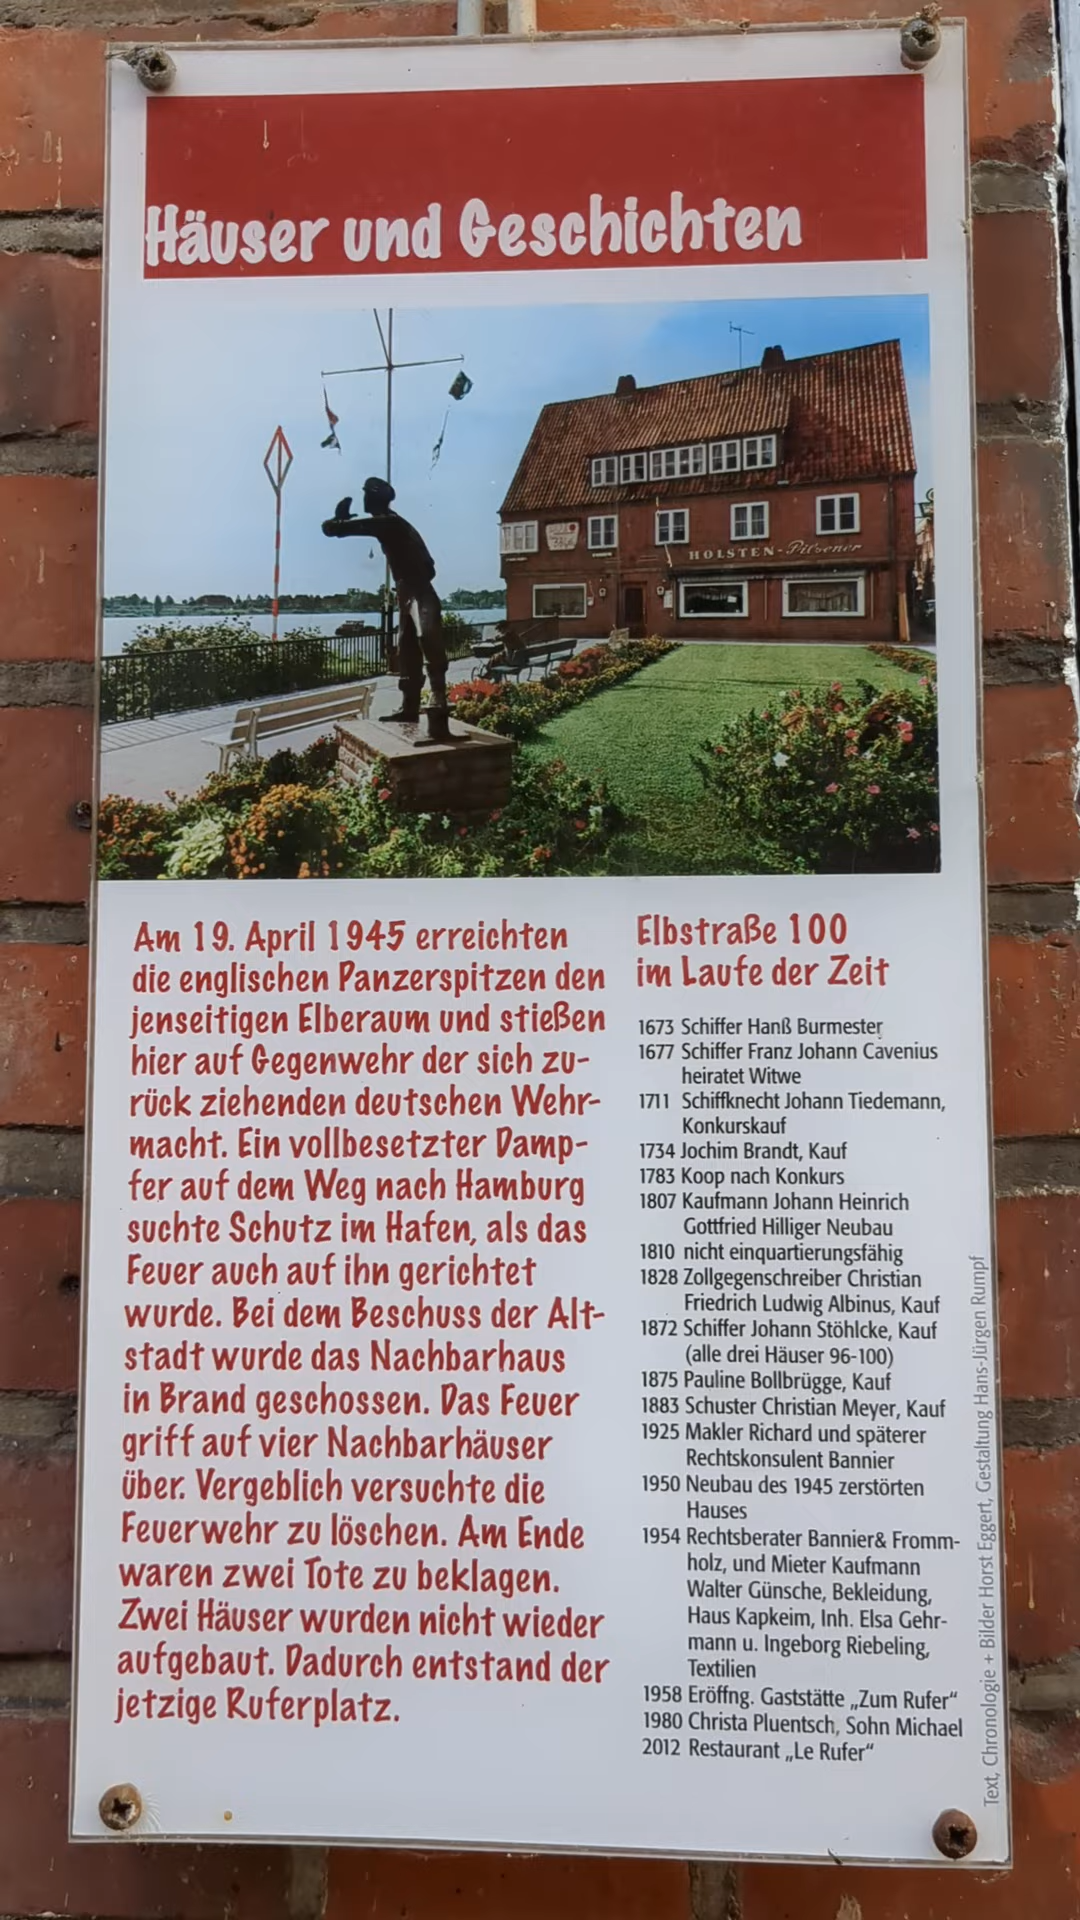 Häuser und Geschichten
HOLSTEN-Pilsener
Am 19. April 1945 erreichten
die englischen Panzerspitzen den
jenseitigen Elberaum und stießen
hier auf Gegenwehr der sich zu-
rück ziehenden deutschen Wehr-
macht. Ein vollbesetzter Damp-
fer auf dem Weg nach Hamburg
suchte Schutz im Hafen, als das
Feuer auch auf ihn gerichtet
wurde. Bei dem Beschuss der Alt-
stadt wurde das Nachbarhaus
in Brand geschossen. Das Feuer
griff auf vier Nachbarhäuser
über. Vergeblich versuchte die
Feuerwehr zu löschen. Am Ende
waren zwei Tote zu beklagen.
Zwei Häuser wurden nicht wieder
aufgebaut. Dadurch entstand der
jetzige Ruferplatz.
Elbstraße 100
im Laufe der Zeit
1673 Schiffer Hanß Burmester
1677 Schiffer Franz Johann Cavenius
heiratet Witwe
1711 Schiffknecht Johann Tiedemann,
Konkurskauf
1734 Jochim Brandt, Kauf
1783 Koop nach Konkurs
1807 Kaufmann Johann Heinrich
Gottfried Hilliger Neubau
1810 nicht einquartierungsfähig
1828 Zollgegenschreiber Christian
Friedrich Ludwig Albinus, Kauf
1872 Schiffer Johann Stöhlcke, Kauf
(alle drei Häuser 96-100)
1875 Pauline Bollbrügge, Kauf
1883 Schuster Christian Meyer, Kauf
1925 Makler Richard und späterer
Rechtskonsulent Bannier
1950 Neubau des 1945 zerstörten
Hauses
1954 Rechtsberater Bannier& Fromm-
holz, und Mieter Kaufmann
Walter Günsche, Bekleidung,
Haus Kapkeim, Inh. Elsa Gehr-
mann u. Ingeborg Riebeling,
Textilien
1958 Eröffng. Gaststätte „Zum Rufer“
1980 Christa Pluentsch, Sohn Michael
2012 Restaurant „Le Rufer“
Text, Chronologie + Bilder Horst Eggert, Gestaltung Hans-Jürgen Rumpf